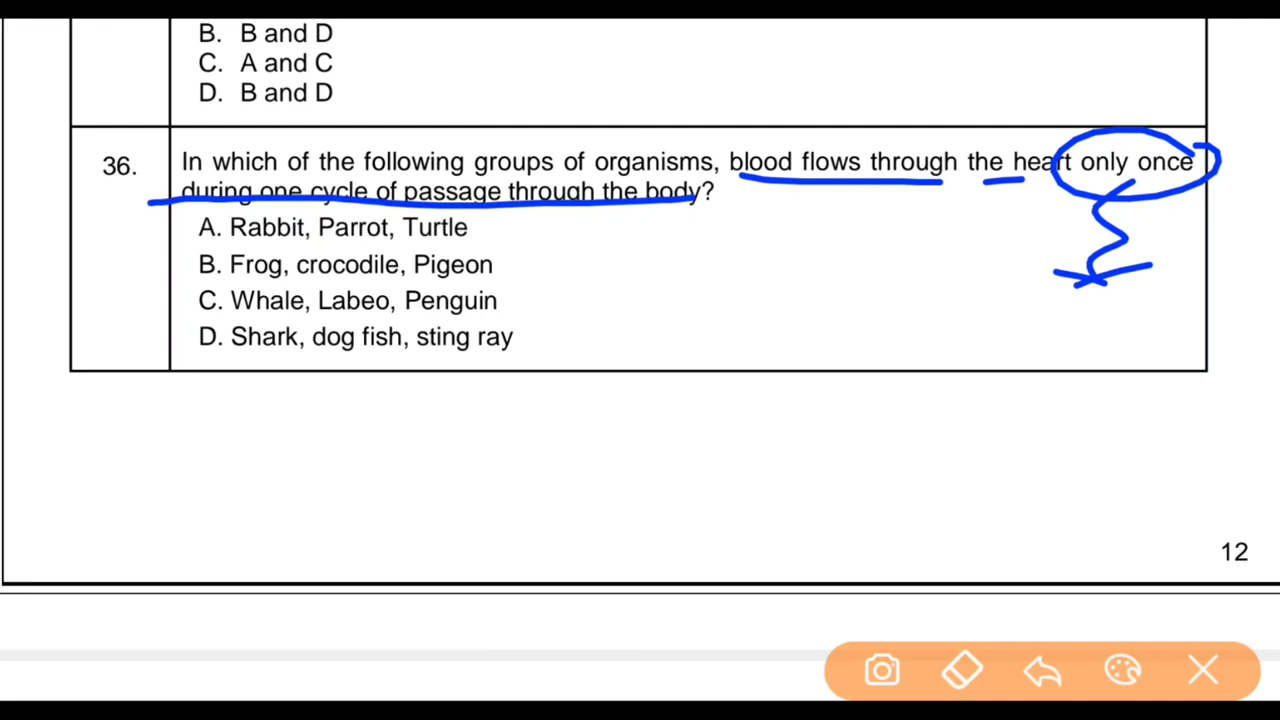 B. B and D
C. A and C
D. B and D
36.
In which of the following groups of organisms, blood flows through the heart only once
during one cycle of passage through the body?
A. Rabbit, Parrot, Turtle
B. Frog, crocodile, Pigeon
C. Whale, Labeo, Penguin
D. Shark, dog fish, sting ray
12